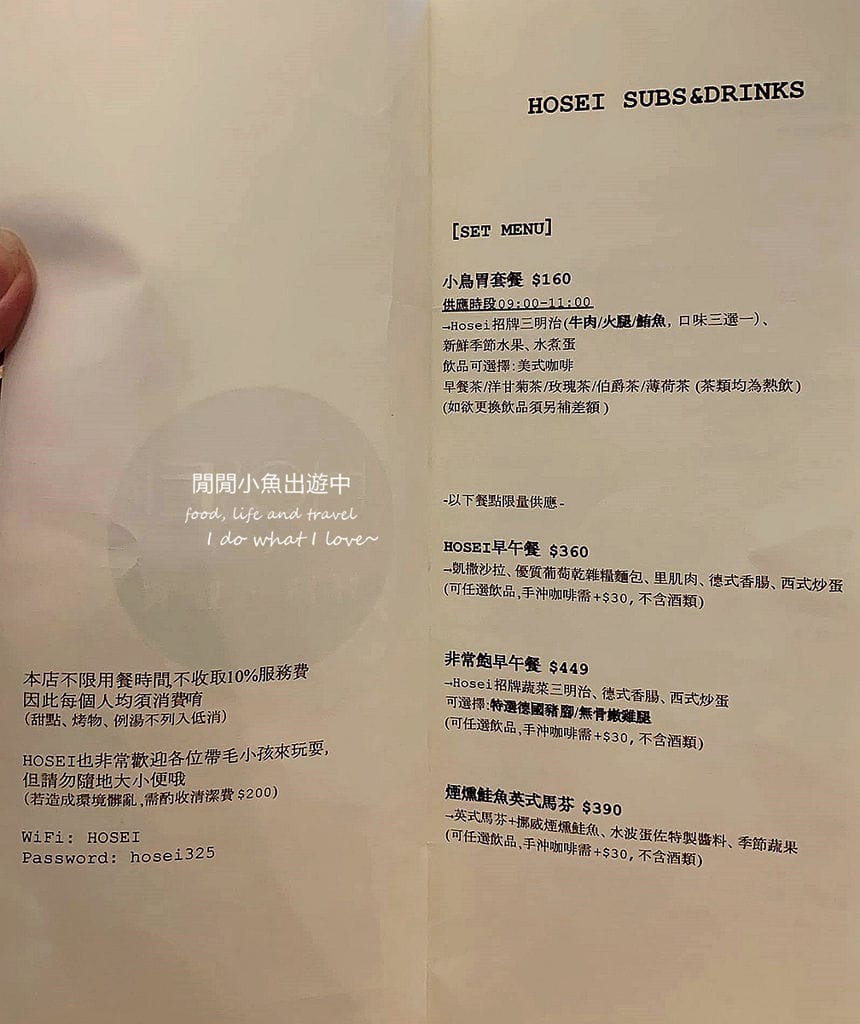 閒閒小魚出遊中
food, life and travel
I do what I love~
本店不限用餐時間,不收取10%服務費
因此每個人均須消費唷
(甜點、烤物、例湯不列入低消)
HOSEI也非常歡迎各位帶毛小孩來玩耍,
但請勿隨地大小便哦
(若造成環境髒亂,需酌收清潔費$200)
WiFi: HOSEI
Password: hosei325
HOSEI SUBS&DRINKS
[SET MENU]
小鳥胃套餐 $160
供應時段09:00-11:00
→Hosei招牌三明治(牛肉/火腿/鮪魚, 口味三選一)、
新鮮季節水果、水煮蛋
飲品可選擇:美式咖啡
早餐茶/洋甘菊茶/玫瑰茶/伯爵茶/薄荷茶 (茶類均為熱飲)
(如欲更換飲品須另補差額)
-以下餐點限量供應-
HOSEI早午餐 $360
→凱撒沙拉、優質葡萄乾雜糧麵包、里肌肉、德式香腸、西式炒蛋
(可任選飲品,手沖咖啡需+$30,不含酒類)
非常飽早午餐 $449
→Hosei招牌蔬菜三明治、德式香腸、西式炒蛋
可選擇:特選德國豬腳/無骨嫩雞腿
(可任選飲品,手沖咖啡需+$30,不含酒類)
煙燻鮭魚英式馬芬 $390
→英式馬芬+挪威煙燻鮭魚、水波蛋佐特製醬料、季節蔬果
(可任選飲品,手沖咖啡需+$30,不含酒類)